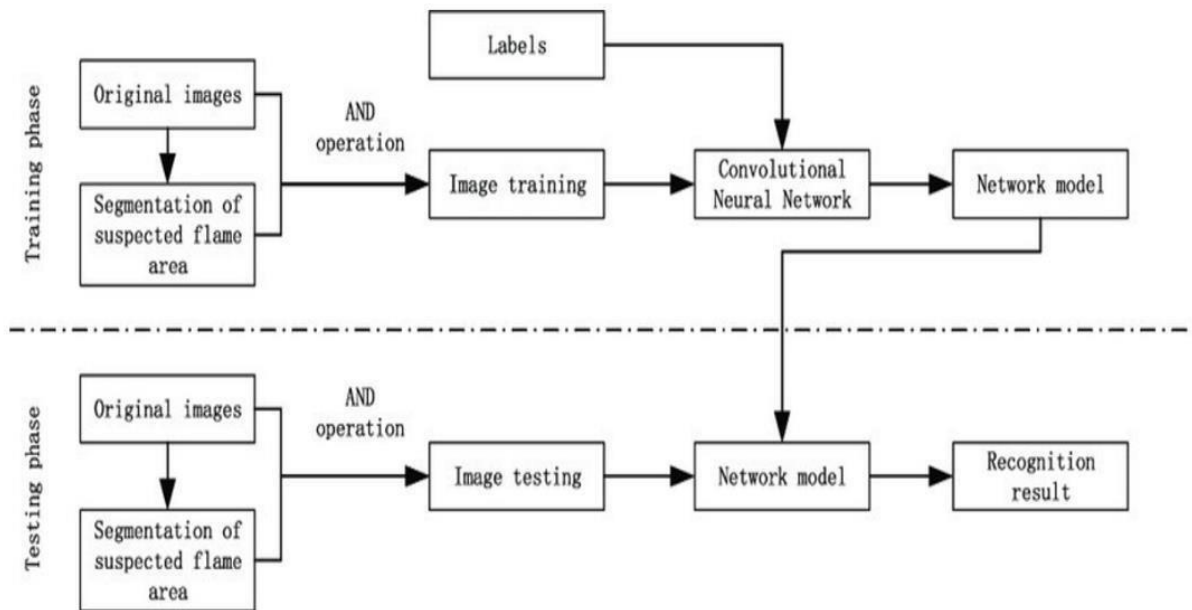 Training phase
Labels
Original images
AND
operation
Segmentation of
suspected flame
area
Image training
Convolutional
Neural Network
Network model
Testing phase
Original images
AND
operation
Segmentation of
suspected flame
area
Image testing
Network model
Recognition
result